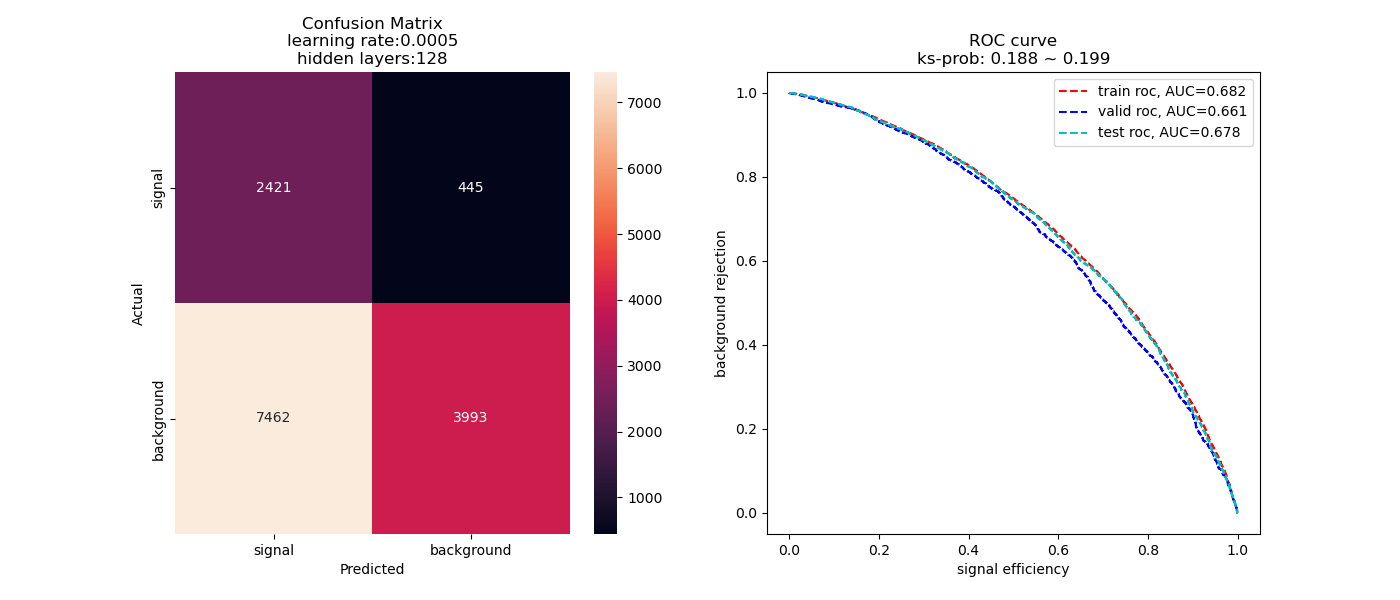 Confusion Matrix
learning rate:0.0005
hidden layers:128
signal
background
Actual
2421
445
7462
3993
signal
background
Predicted
7000
6000
5000
4000
3000
2000
1000
ROC curve
ks-prob: 0.188 ~ 0.199
train roc, AUC=0.682
valid roc, AUC=0.661
test roc, AUC=0.678
background rejection
1.0
0.8
0.6
0.4
0.2
0.0
0.0
0.2
0.4
0.6
0.8
1.0
signal efficiency